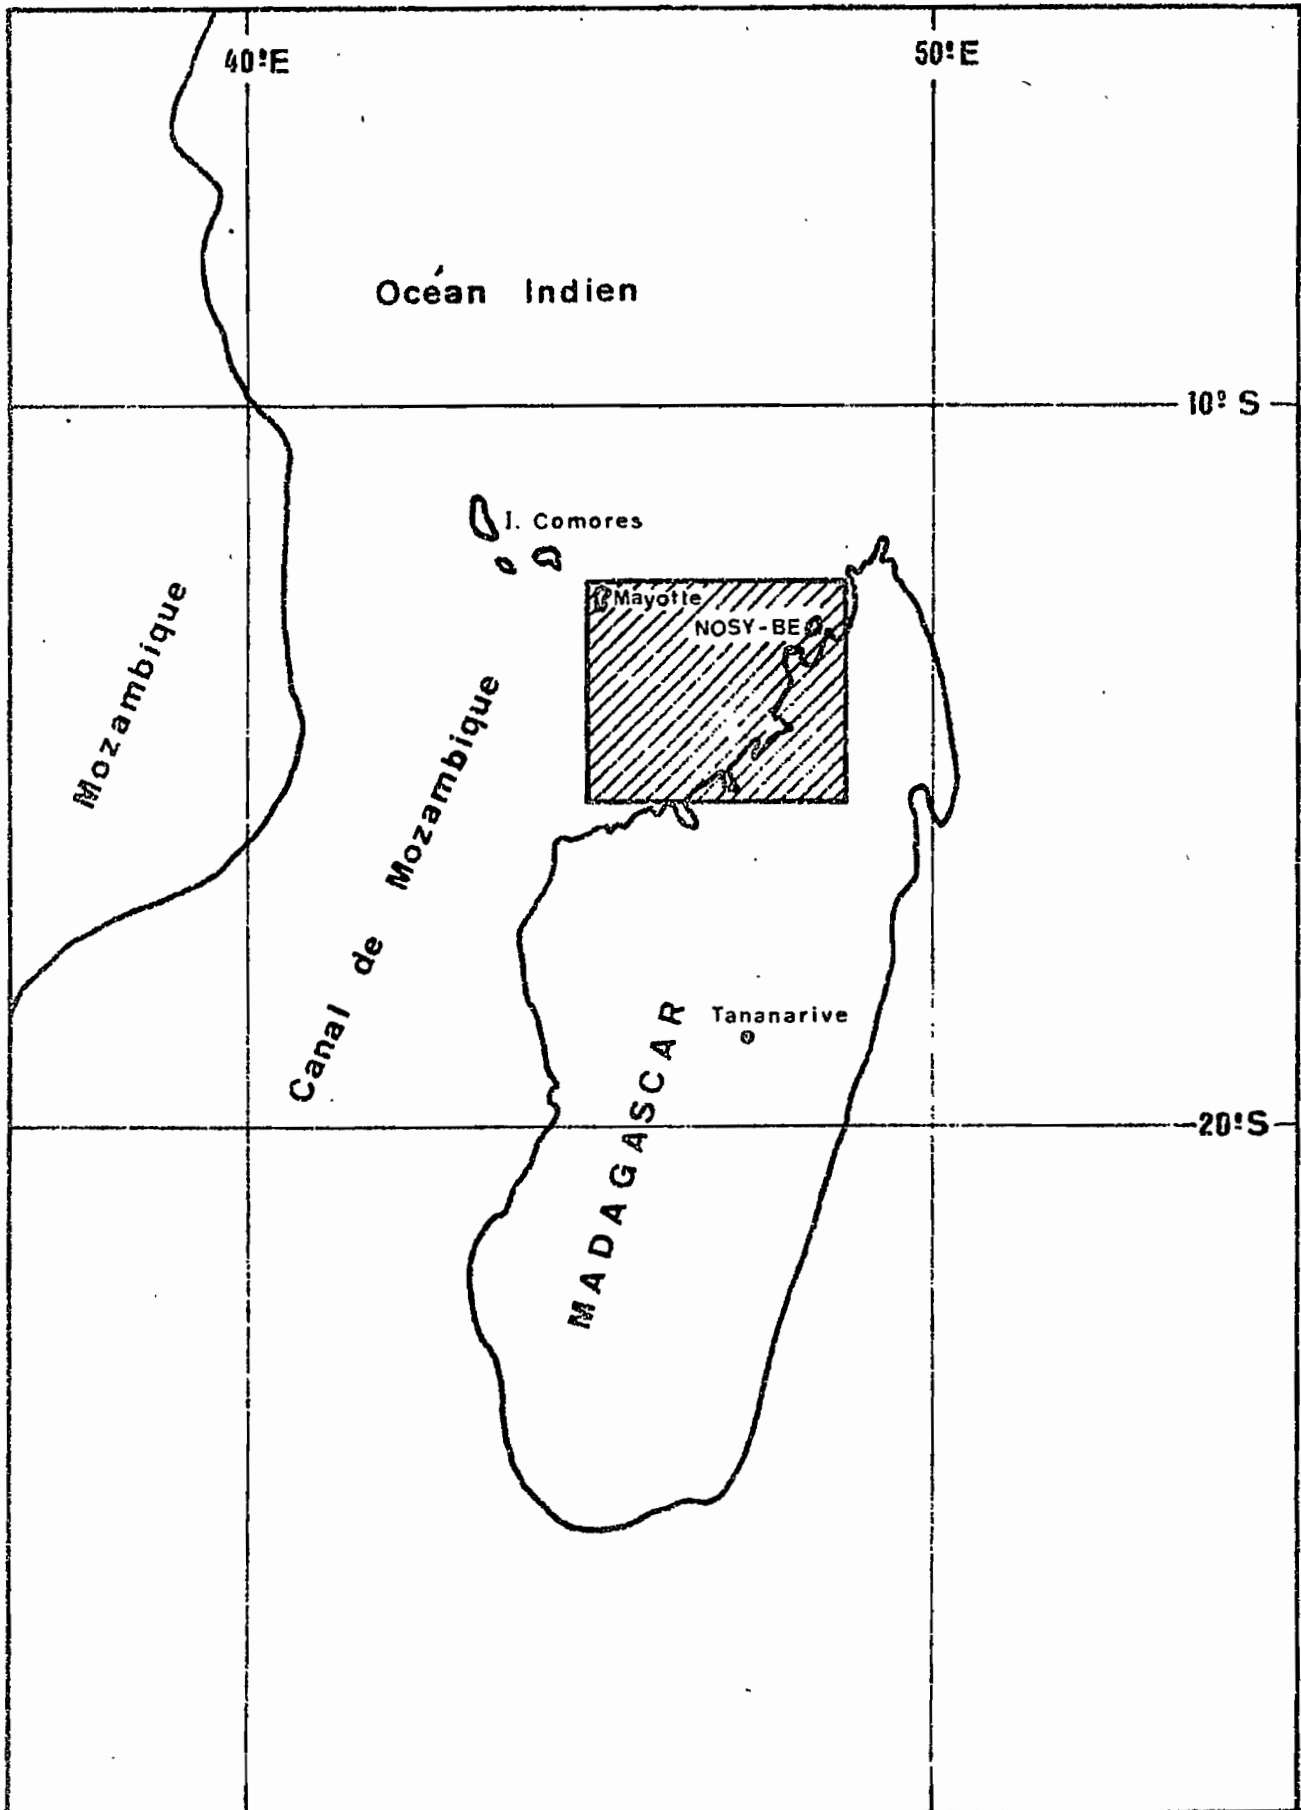 40°E
50°E
Océan Indien
10° S
I. Comores
Mayotte
NOSY-BE
Mozambique
Canal de Mozambique
Tananarive
MADAGASCAR
20°S